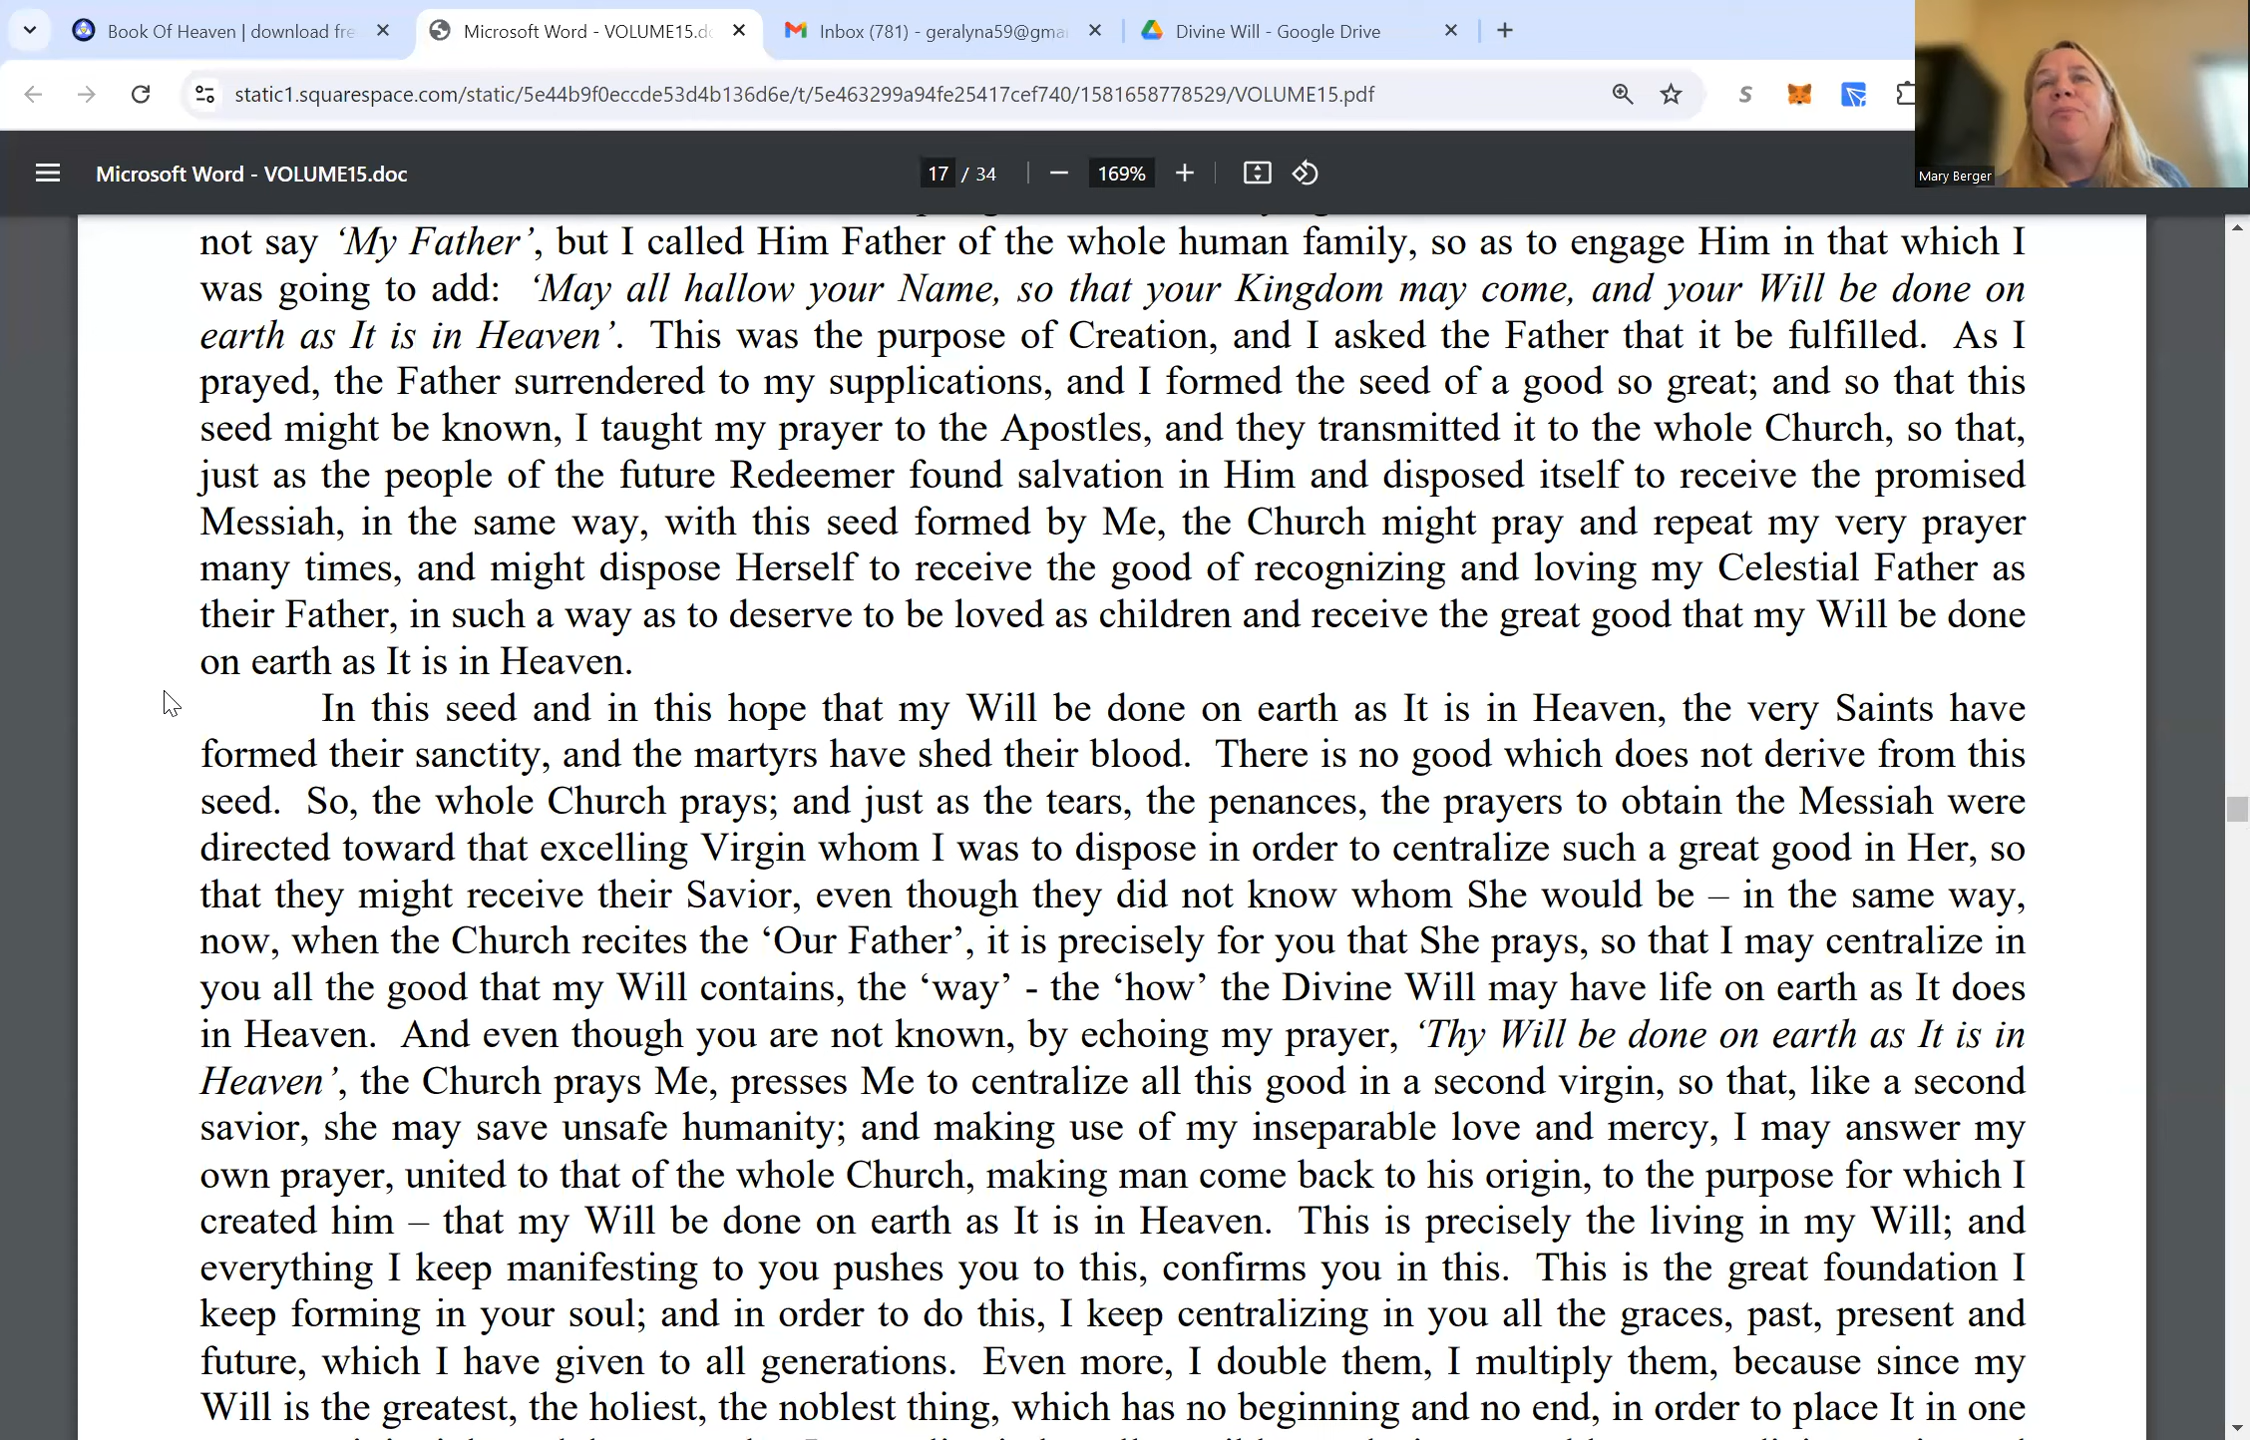 Book Of Heaven | download fre
Microsoft Word - VOLUME15.do
Inbox (781) - geralyna59@gma
Divine Will - Google Drive
static1.squarespace.com/static/5e44b9f0eccde53d4b136d6e/t/5e463299a94fe25417cef740/1581658778529/VOLUME15.pdf
S
Mary Berger
Microsoft Word - VOLUME15.doc
17 / 34
169%
not say ‘My Father’, but I called Him Father of the whole human family, so as to engage Him in that which I
was going to add: ‘May all hallow your Name, so that your Kingdom may come, and your Will be done on
earth as It is in Heaven’. This was the purpose of Creation, and I asked the Father that it be fulfilled. As I
prayed, the Father surrendered to my supplications, and I formed the seed of a good so great; and so that this
seed might be known, I taught my prayer to the Apostles, and they transmitted it to the whole Church, so that,
just as the people of the future Redeemer found salvation in Him and disposed itself to receive the promised
Messiah, in the same way, with this seed formed by Me, the Church might pray and repeat my very prayer
many times, and might dispose Herself to receive the good of recognizing and loving my Celestial Father as
their Father, in such a way as to deserve to be loved as children and receive the great good that my Will be done
on earth as It is in Heaven.
In this seed and in this hope that my Will be done on earth as It is in Heaven, the very Saints have
formed their sanctity, and the martyrs have shed their blood. There is no good which does not derive from this
seed. So, the whole Church prays; and just as the tears, the penances, the prayers to obtain the Messiah were
directed toward that excelling Virgin whom I was to dispose in order to centralize such a great good in Her, so
that they might receive their Savior, even though they did not know whom She would be – in the same way,
now, when the Church recites the ‘Our Father’, it is precisely for you that She prays, so that I may centralize in
you all the good that my Will contains, the ‘way’ - the ‘how’ the Divine Will may have life on earth as It does
in Heaven. And even though you are not known, by echoing my prayer, ‘Thy Will be done on earth as It is in
Heaven’, the Church prays Me, presses Me to centralize all this good in a second virgin, so that, like a second
savior, she may save unsafe humanity; and making use of my inseparable love and mercy, I may answer my
own prayer, united to that of the whole Church, making man come back to his origin, to the purpose for which I
created him – that my Will be done on earth as It is in Heaven. This is precisely the living in my Will; and
everything I keep manifesting to you pushes you to this, confirms you in this. This is the great foundation I
keep forming in your soul; and in order to do this, I keep centralizing in you all the graces, past, present and
future, which I have given to all generations. Even more, I double them, I multiply them, because since my
Will is the greatest, the holiest, the noblest thing, which has no beginning and no end, in order to place It in one